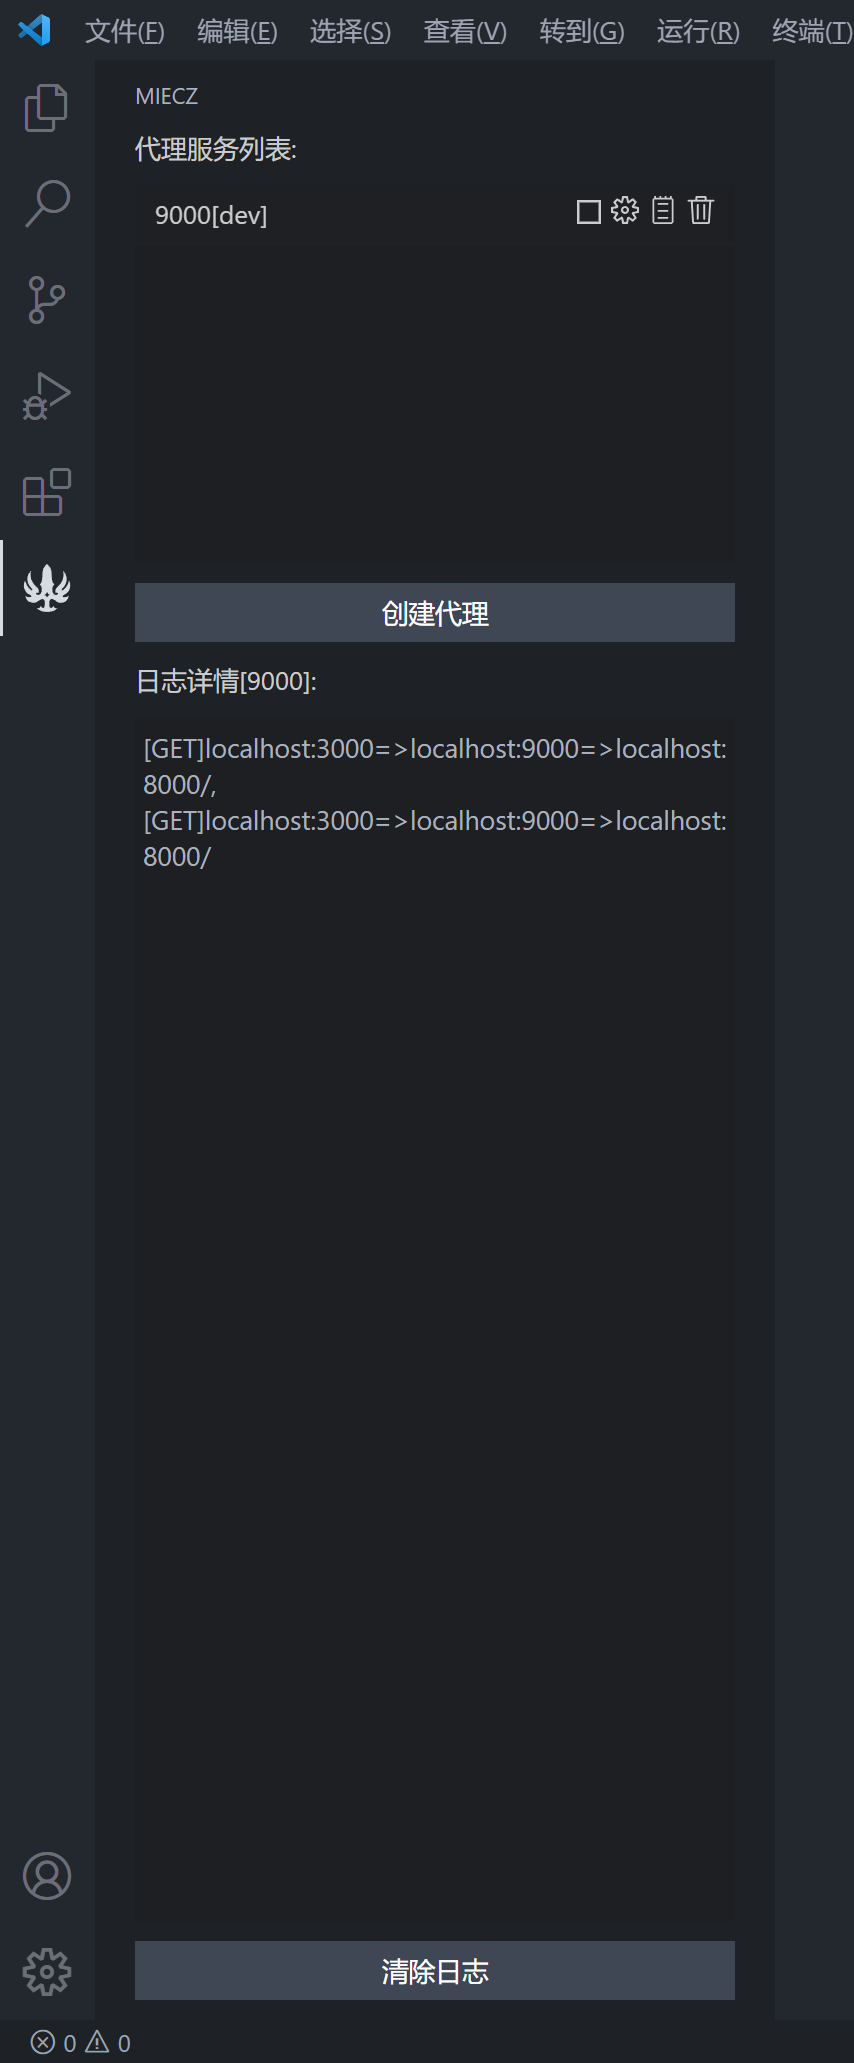 文件(F) 编辑(E) 选择(S) 查看(V) 转到(G) 运行(R) 终端(T)
MIECZ
代理服务列表:
9000[dev]
创建代理
日志详情[9000]:
[GET]localhost:3000=>localhost:9000=>localhost:
8000/,
[GET]localhost:3000=>localhost:9000=>localhost:
8000/
清除日志
0 0